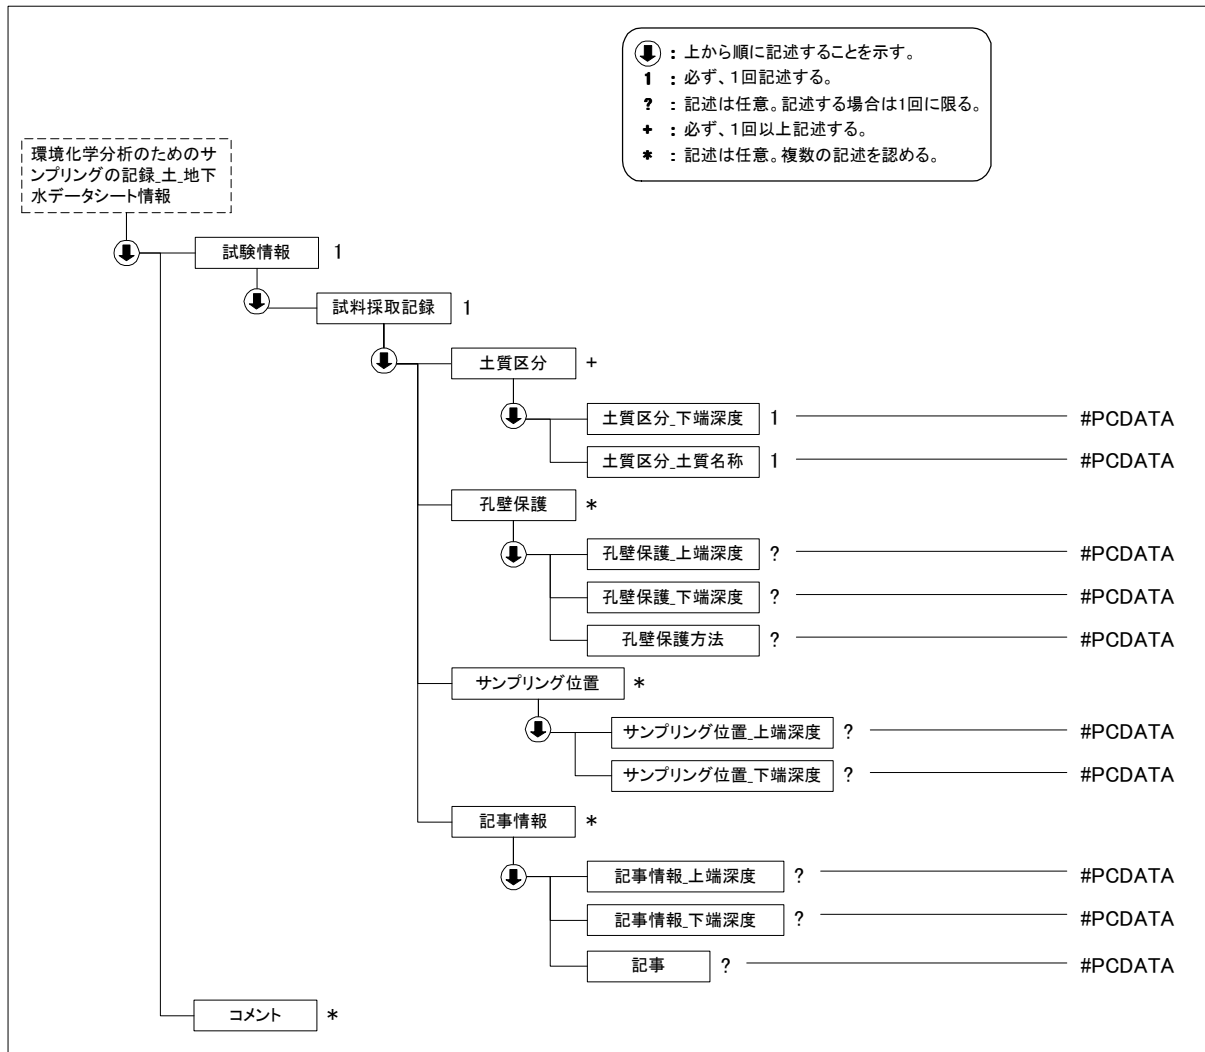 : 上から順に記述することを示す。
1 : 必ず、1回記述する。
? : 記述は任意。記述する場合は1回に限る。
+ : 必ず、1回以上記述する。
* : 記述は任意。複数の記述を認める。
環境化学分析のためのサ
ンプリングの記録_土_地下
水データシート情報
試験情報 1
試料採取記録 1
土質区分 +
土質区分_下端深度 1 #PCDATA
土質区分_土質名称 1 #PCDATA
孔壁保護 *
孔壁保護_上端深度 ? #PCDATA
孔壁保護_下端深度 ? #PCDATA
孔壁保護方法 ? #PCDATA
サンプリング位置 *
サンプリング位置_上端深度 ? #PCDATA
サンプリング位置_下端深度 ? #PCDATA
記事情報 *
記事情報_上端深度 ? #PCDATA
記事情報_下端深度 ? #PCDATA
記事 ? #PCDATA
コメント *